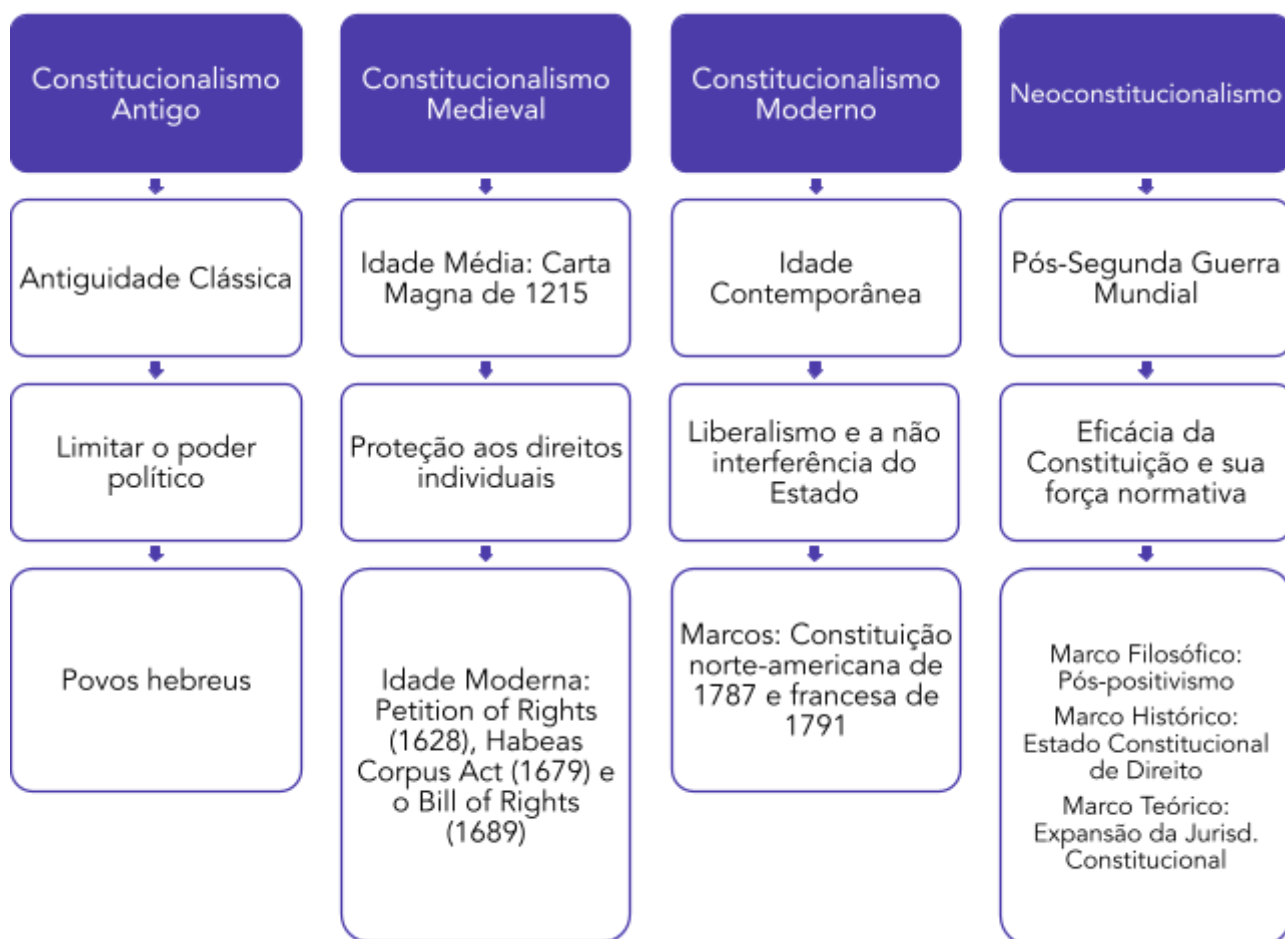 Constitucionalismo
Antigo
Antiguidade Clássica
Limitar o poder
político
Povos hebreus
Constitucionalismo
Medieval
Idade Média: Carta
Magna de 1215
Proteção aos direitos
individuais
Idade Moderna:
Petition of Rights
(1628), Habeas
Corpus Act (1679) e
o Bill of Rights
(1689)
Constitucionalismo
Moderno
Idade
Contemporânea
Liberalismo e a não
interferência do
Estado
Marcos: Constituição
norte-americana de
1787 e francesa de
1791
Neoconstitucionalismo
Pós-Segunda Guerra
Mundial
Eficácia da
Constituição e sua
força normativa
Marco Filosófico:
Pós-positivismo
Marco Histórico:
Estado Constitucional
de Direito
Marco Teórico:
Expansão da Jurisd.
Constitucional